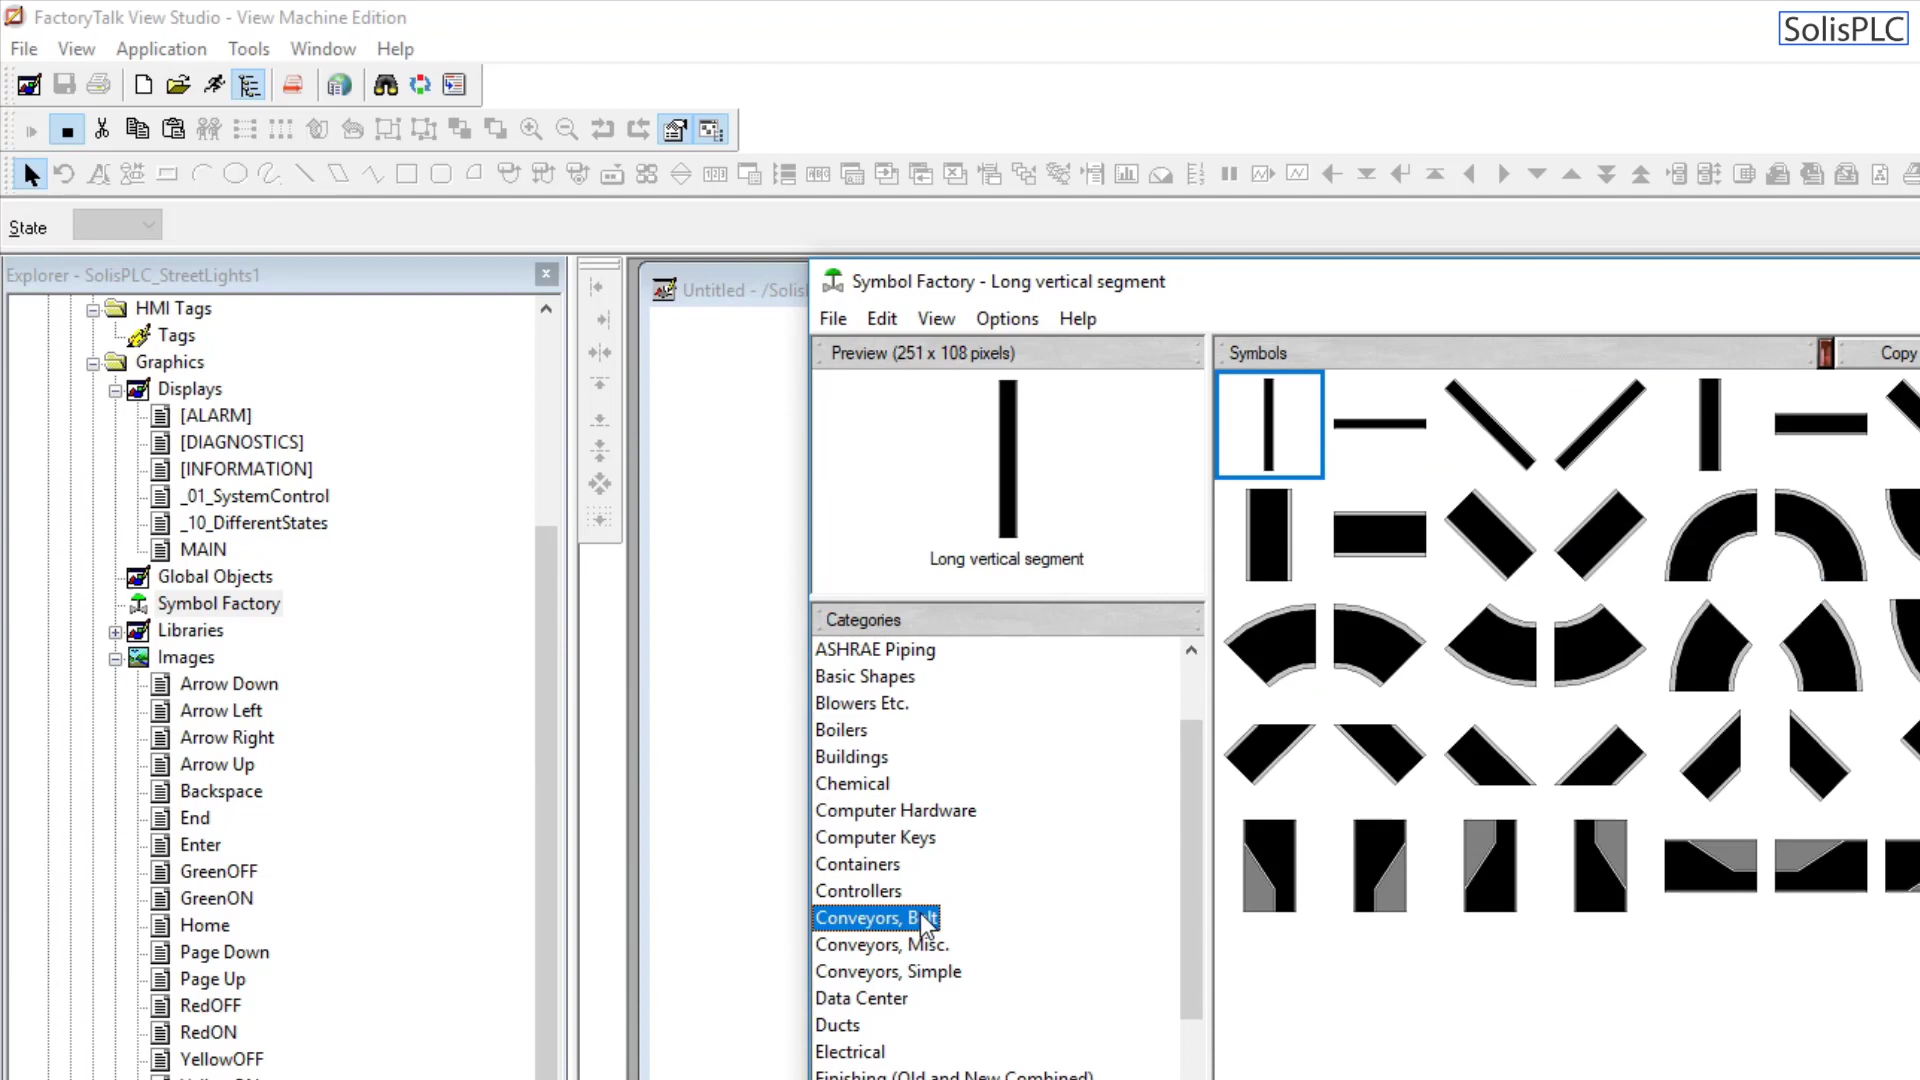 FactoryTalk View Studio - View Machine Edition
SolisPLC
File View Application Tools Window Help
State
Explorer - SolisPLC_StreetLights1
HMI Tags
Tags
Graphics
Displays
[ALARM]
[DIAGNOSTICS]
[INFORMATION]
_01_SystemControl
_10_DifferentStates
MAIN
Global Objects
Symbol Factory
Libraries
Images
Arrow Down
Arrow Left
Arrow Right
Arrow Up
Backspace
End
Enter
GreenOFF
GreenON
Home
Page Down
Page Up
RedOFF
RedON
YellowOFF
Untitled - /Solis
Symbol Factory - Long vertical segment
File Edit View Options Help
Preview (251 x 108 pixels)
Long vertical segment
Symbols
Copy
Categories
ASHRAE Piping
Basic Shapes
Blowers Etc.
Boilers
Buildings
Chemical
Computer Hardware
Computer Keys
Containers
Controllers
Conveyors, Belt
Conveyors, Misc.
Conveyors, Simple
Data Center
Ducts
Electrical
Finishing (Old and New Combined)